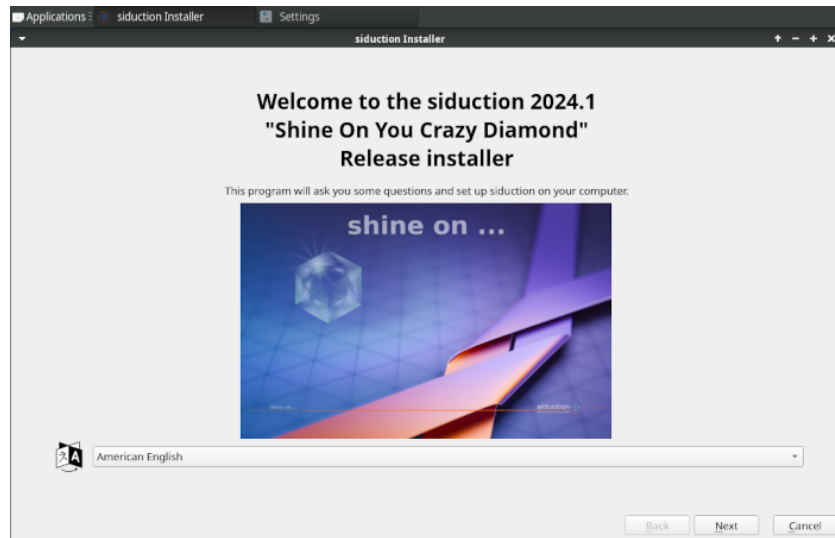 Applications
siduction Installer
Settings
siduction Installer
Welcome to the siduction 2024.1
"Shine On You Crazy Diamond"
Release installer
This program will ask you some questions and set up siduction on your computer.
shine on ...
shine on ...
siduction
American English
Back
Next
Cancel